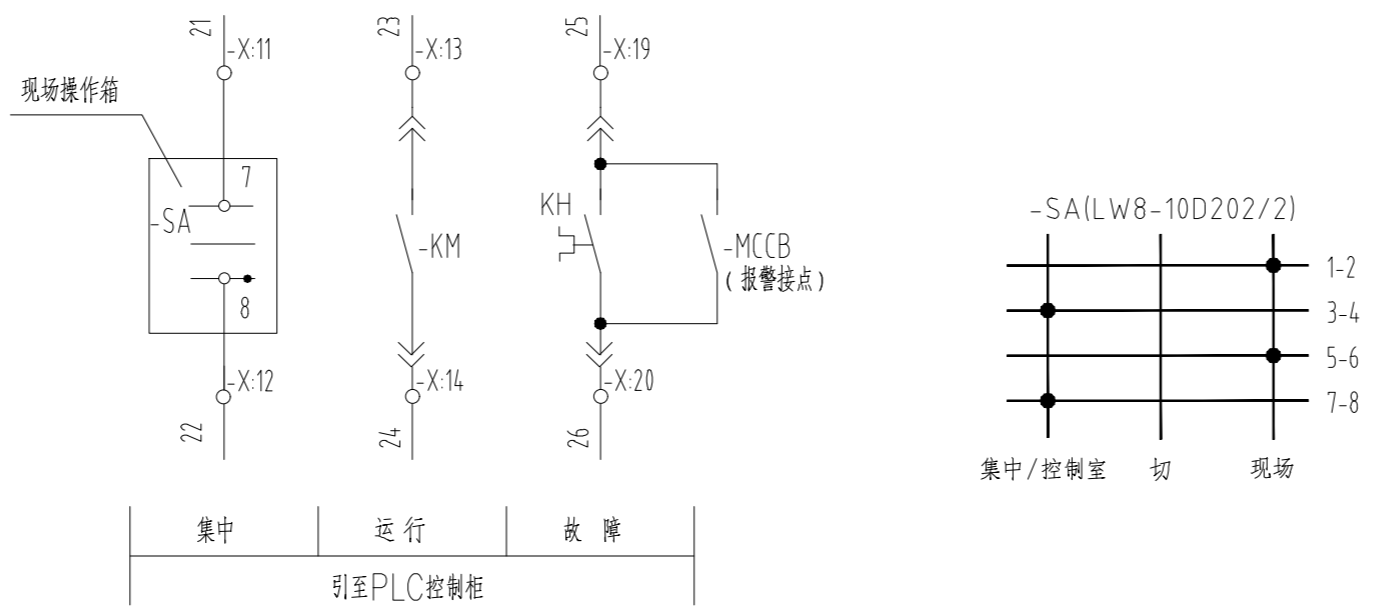 21
-X:11
23
-X:13
25
-X:19
现场操作箱
7
-SA
8
-KM
KH
-MCCB
(报警接点)
-X:12
22
-X:14
24
-X:20
26
集中
运行
故障
引至PLC控制柜
-SA(LW8-10D202/2)
1-2
3-4
5-6
7-8
集中/控制室
切
现场